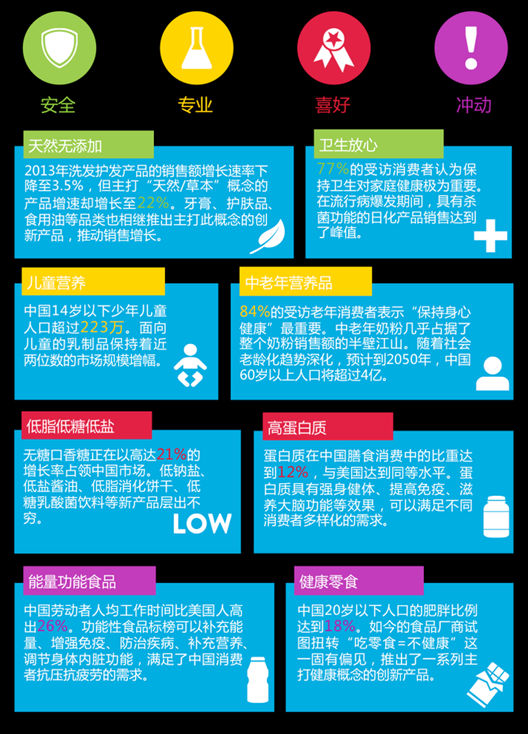 安全
专业
喜好
冲动
天然无添加
2013年洗发护发产品的销售额增长速率下
降至3.5%，但主打“天然/草本”概念的
产品增速却增长至22%。牙膏、护肤品、
食用油等品类也相继推出主打此概念的创
新产品，推动销售增长。
卫生放心
77%的受访消费者认为保
持卫生对家庭健康极为重要。
在流行病爆发期间，具有杀
菌功能的日化产品销售达到
了峰值。
儿童营养
中国14岁以下少年儿童
人口超过223万。面向
儿童的乳制品保持着近
两位数的市场规模增幅。
中老年营养品
84%的受访老年消费者表示“保持身心
健康”最重要。中老年奶粉几乎占据了
整个奶粉销售额的半壁江山。随着社会
老龄化趋势深化，预计到2050年，中国
60岁以上人口将超过4亿。
低脂低糖低盐
无糖口香糖正在以高达21%的
增长率占领中国市场。低钠盐、
低盐酱油、低脂消化饼干、低
糖乳酸菌饮料等新产品层出不
穷。
LOW
高蛋白质
蛋白质在中国膳食消费中的比重达
到12%，与美国达到同等水平。蛋
白质具有强身健体、提高免疫、滋
养大脑功能等效果，可以满足不同
消费者多样化的需求。
能量功能食品
中国劳动者人均工作时间比美国人高
出26%。功能性食品标榜可以补充能
量、增强免疫、防治疾病、补充营养、
调节身体内脏功能，满足了中国消费
者抗压抗疲劳的需求。
健康零食
中国20岁以下人口的肥胖比例
达到18%。如今的食品厂商试
图扭转“吃零食=不健康”这
一固有偏见，推出了一系列主
打健康概念的创新产品。